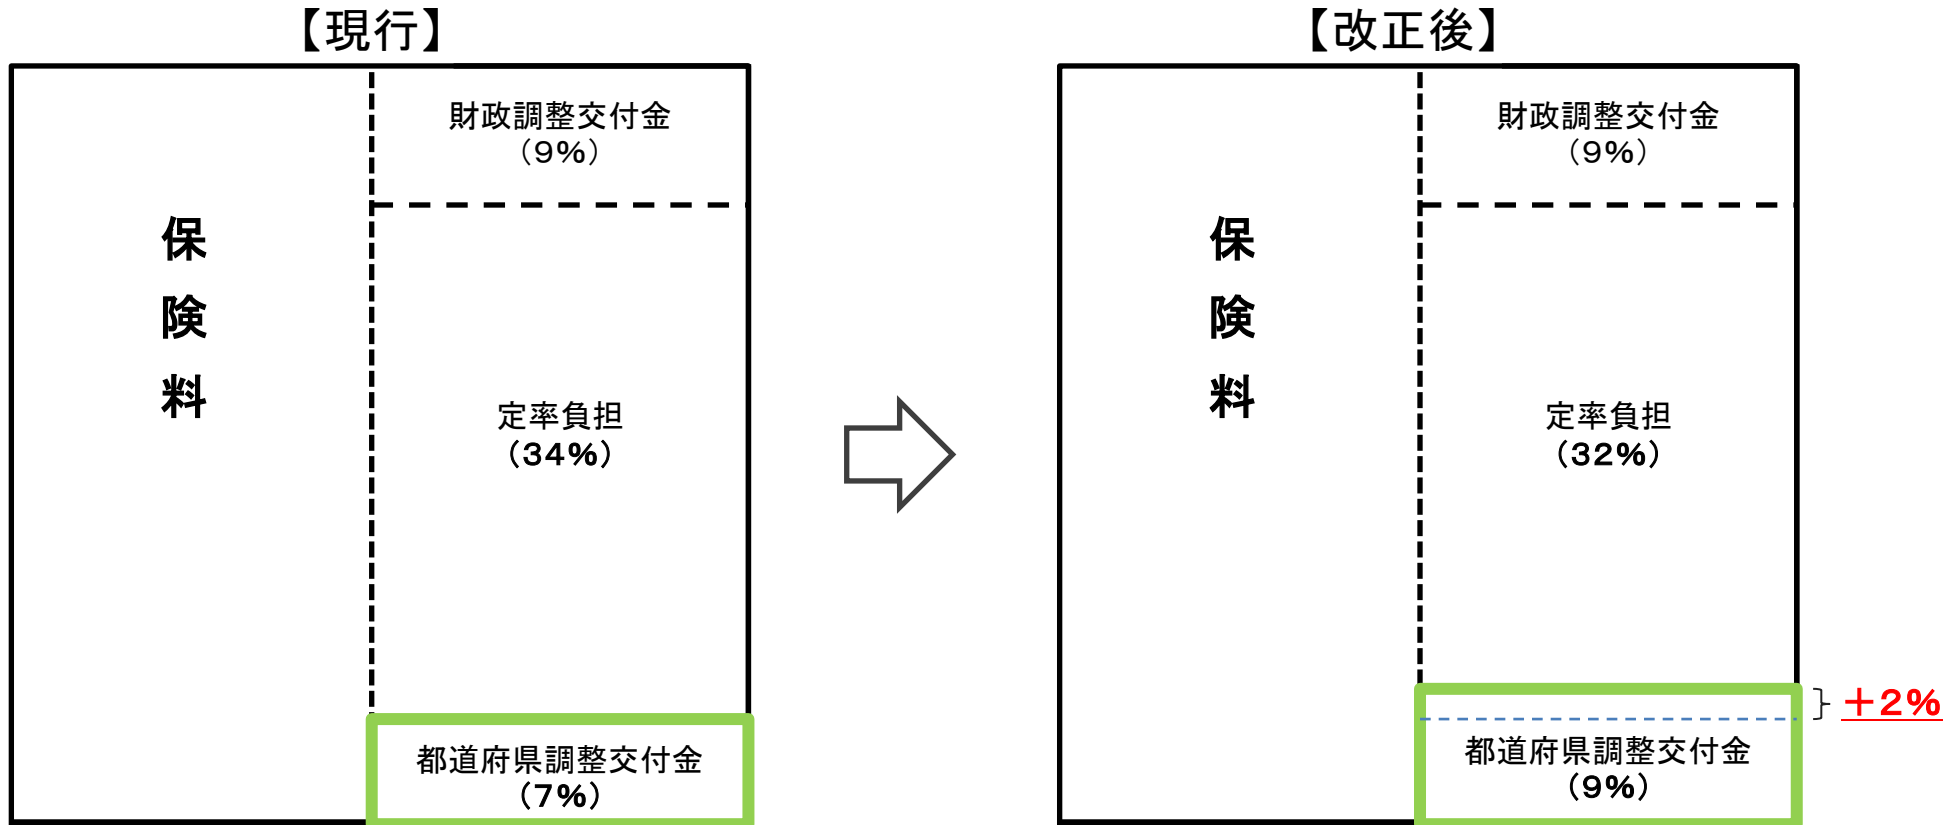 【現行】
保険料
財政調整交付金
（９％）
定率負担
（３４％）
都道府県調整交付金
（７％）
【改正後】
保険料
財政調整交付金
（９％）
定率負担
（３２％）
都道府県調整交付金
（９％）
＋２％